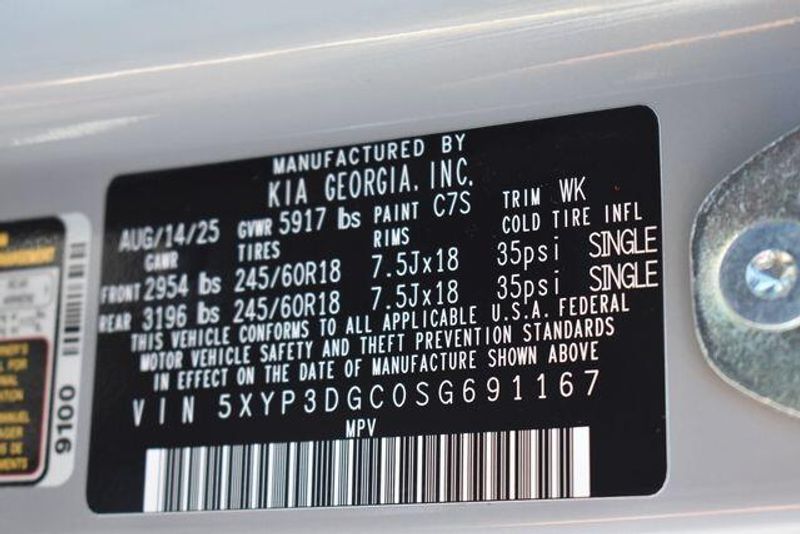 MANUFACTURED BY
KIA GEORGIA, INC.
AUG/14/25 GVWR 5917 lbs PAINT C7S TRIM WK
GAWR TIRES RIMS COLD TIRE INFL
FRONT 2954 lbs 245/60R18 7.5Jx18 35psi SINGLE
REAR 3196 lbs 245/60R18 7.5Jx18 35psi SINGLE
THIS VEHICLE CONFORMS TO ALL APPLICABLE U.S.A. FEDERAL
MOTOR VEHICLE SAFETY AND THEFT PREVENTION STANDARDS
IN EFFECT ON THE DATE OF MANUFACTURE SHOWN ABOVE
VIN 5XYP3DGC0SG691167
MPV
9100